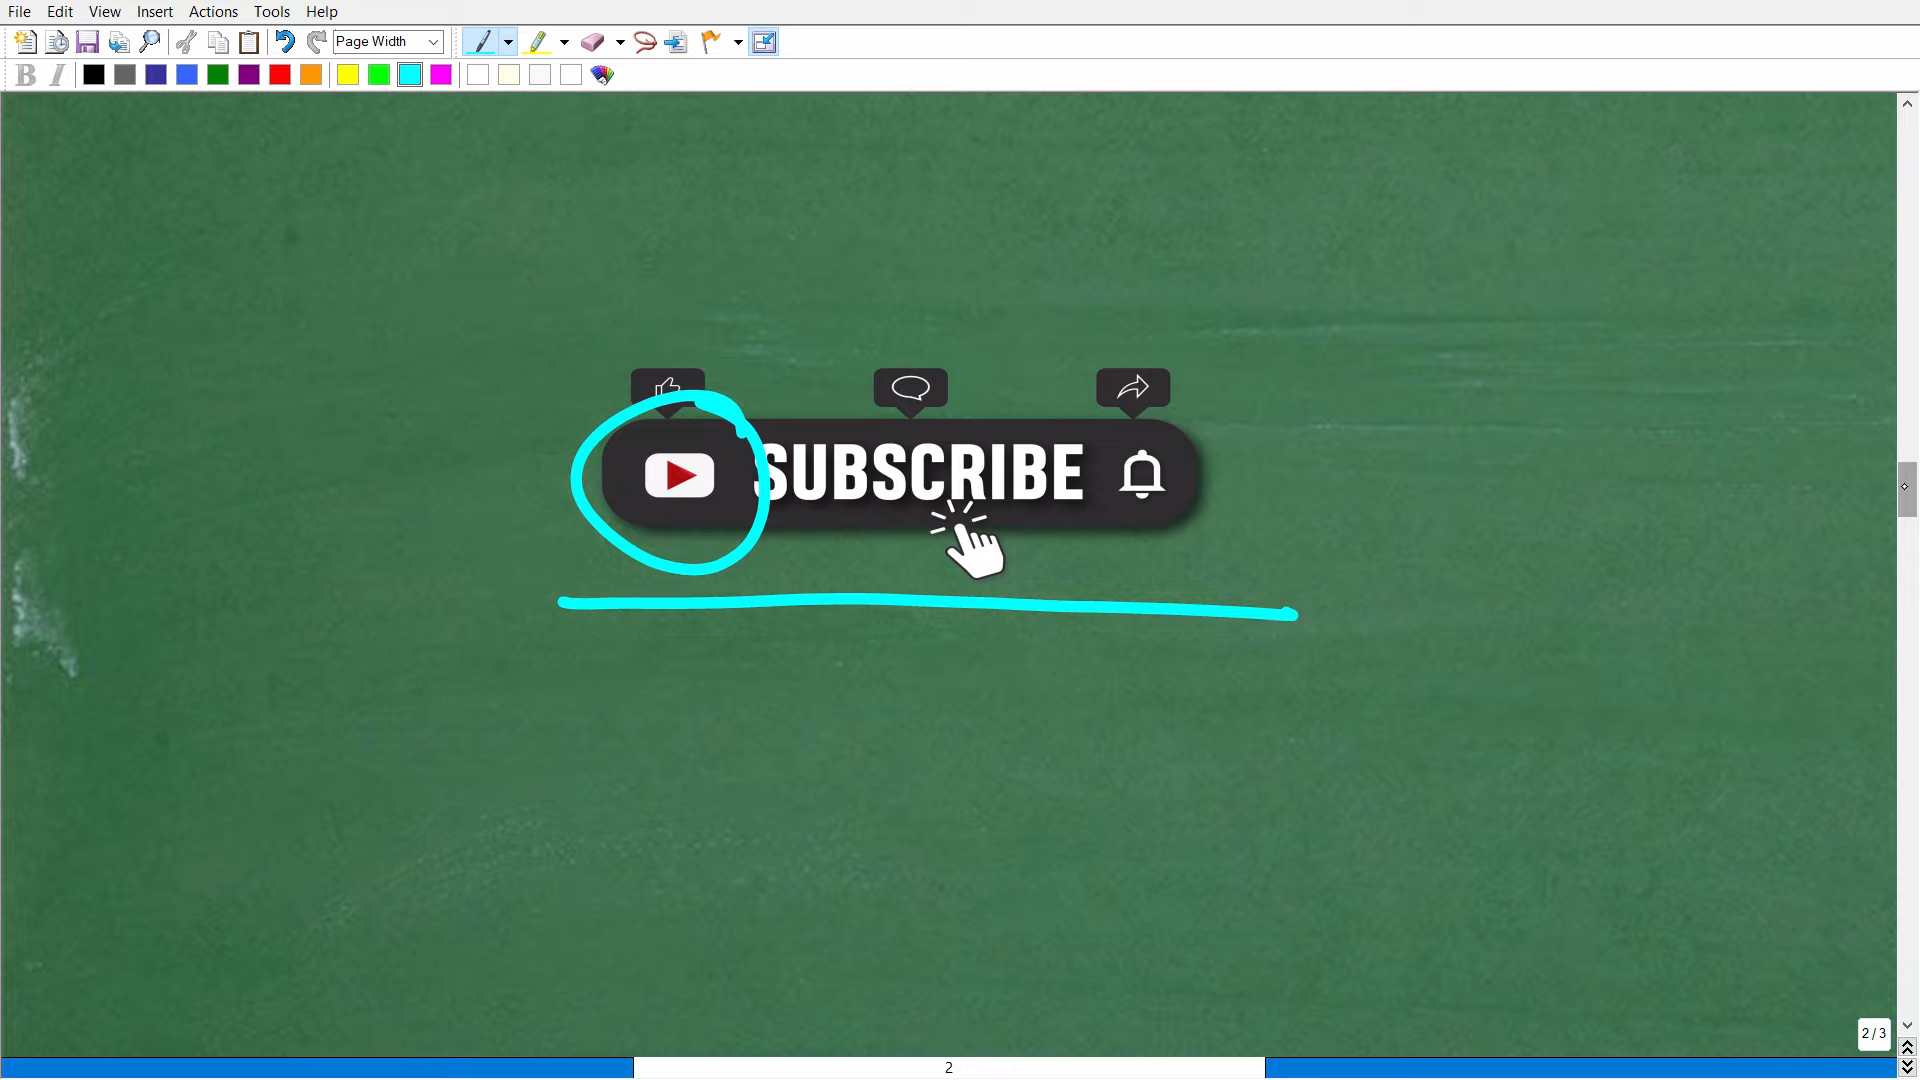 File Edit View Insert Actions Tools Help
Page Width
B I
SUBSCRIBE
2 / 3
2